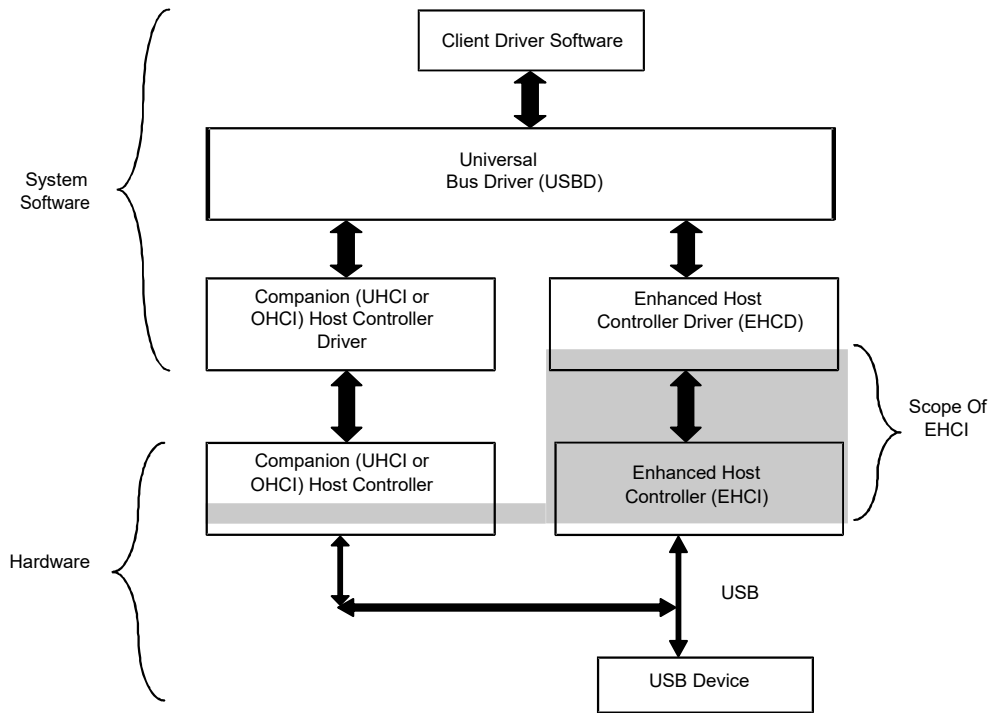 Client Driver Software
Universal
Bus Driver (USBD)
System
Software
Companion (UHCI or
OHCI) Host Controller
Driver
Enhanced Host
Controller Driver (EHCD)
Scope Of
EHCI
Companion (UHCI or
OHCI) Host Controller
Enhanced Host
Controller (EHCI)
Hardware
USB
USB Device